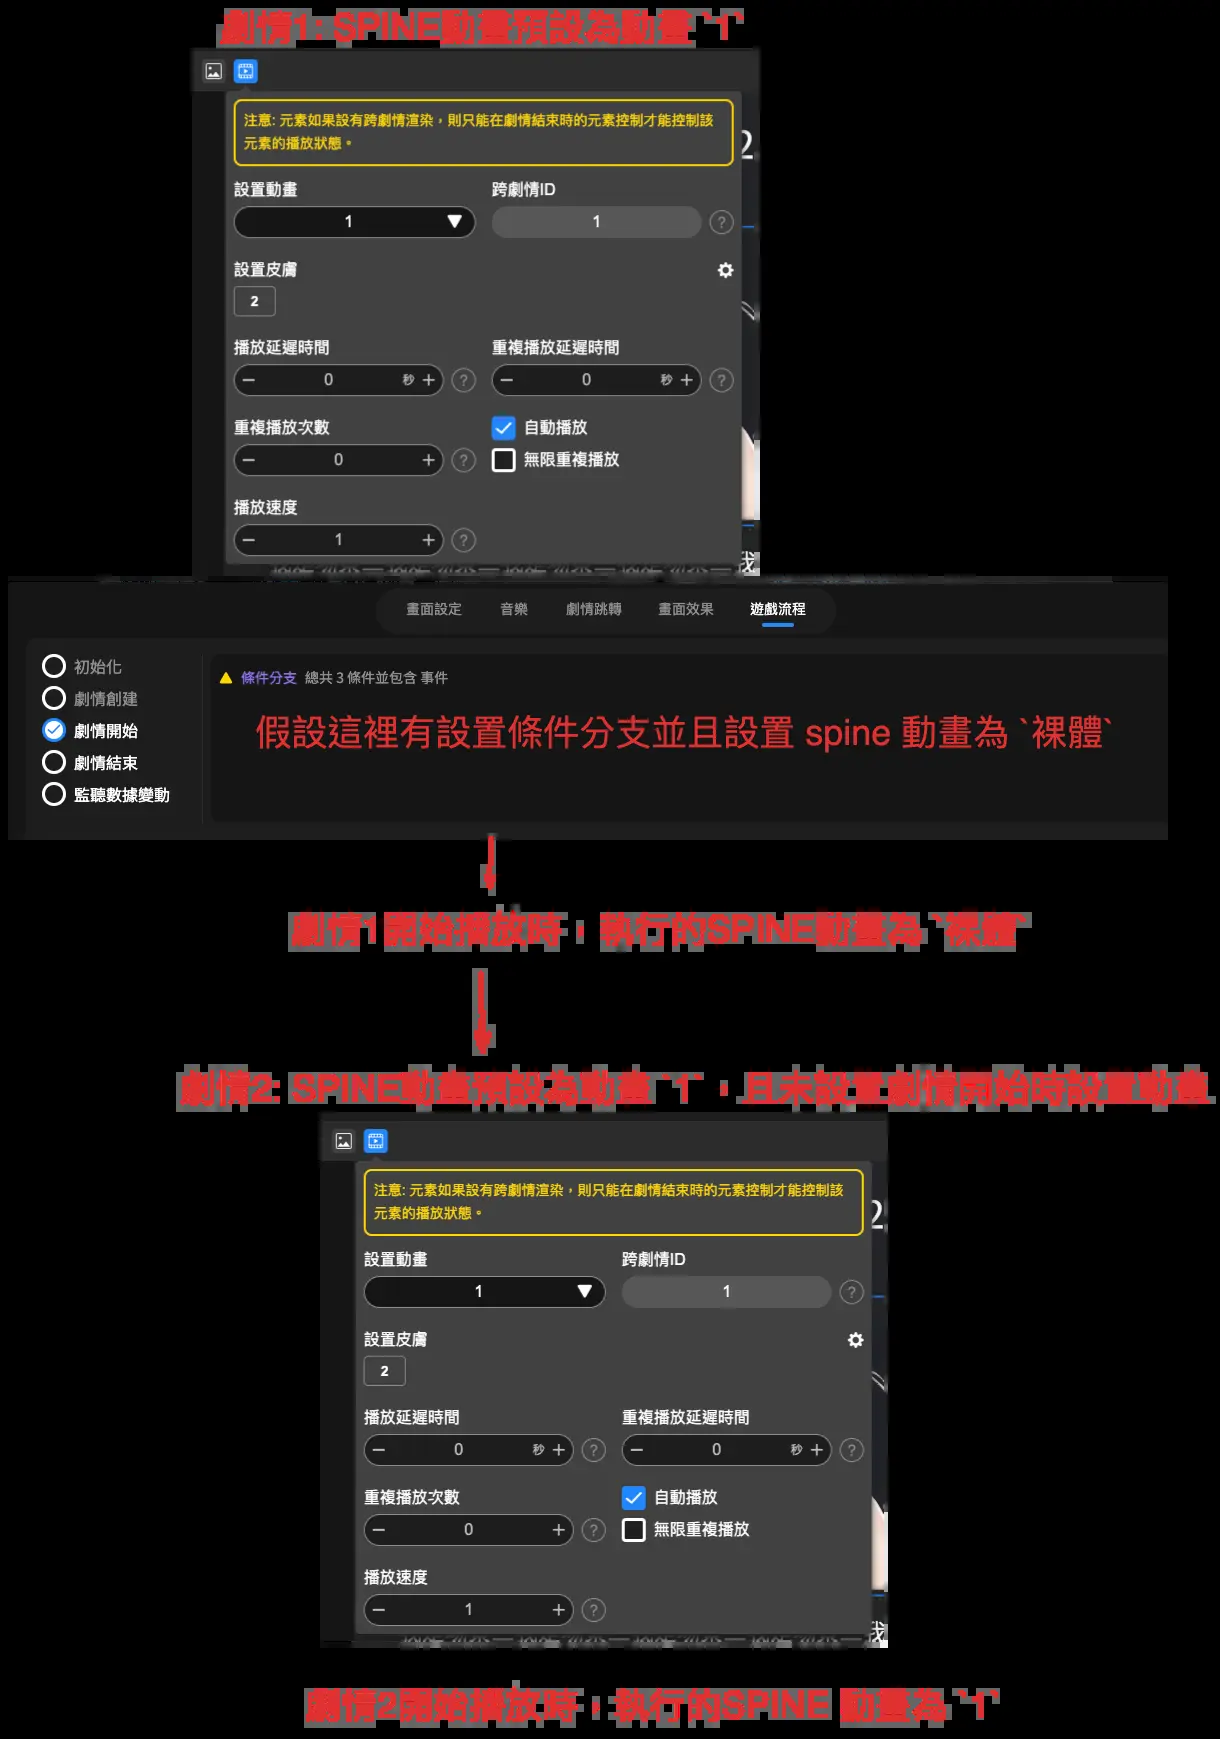 劇情1: SPINE動畫預設為動畫 `1`
注意: 元素如果設有跨劇情渲染，則只能在劇情結束時的元素控制才能控制該
元素的播放狀態。
2
設置動畫 跨劇情ID
1 1 ?
設置皮膚
2
播放延遲時間 重複播放延遲時間
− 0 秒 + ? − 0 秒 + ?
重複播放次數 自動播放
− 0 + ? 無限重複播放
播放速度
− 1 + ?
我
畫面設定 音樂 劇情跳轉 畫面效果 遊戲流程
初始化
條件分支 總共 3 條件並包含 事件
劇情創建
劇情開始
假設這裡有設置條件分支並且設置 spine 動畫為 `裸體`
劇情結束
監聽數據變動
劇情1開始播放時，執行的SPINE動畫為 `裸體`
劇情2: SPINE動畫預設為動畫 `1`，且未設置劇情開始時設置動畫
注意: 元素如果設有跨劇情渲染，則只能在劇情結束時的元素控制才能控制該
元素的播放狀態。
2
設置動畫 跨劇情ID
1 1 ?
設置皮膚
2
播放延遲時間 重複播放延遲時間
− 0 秒 + ? − 0 秒 + ?
重複播放次數 自動播放
− 0 + ? 無限重複播放
播放速度
− 1 + ?
我
劇情2開始播放時，執行的SPINE 動畫為 `1`